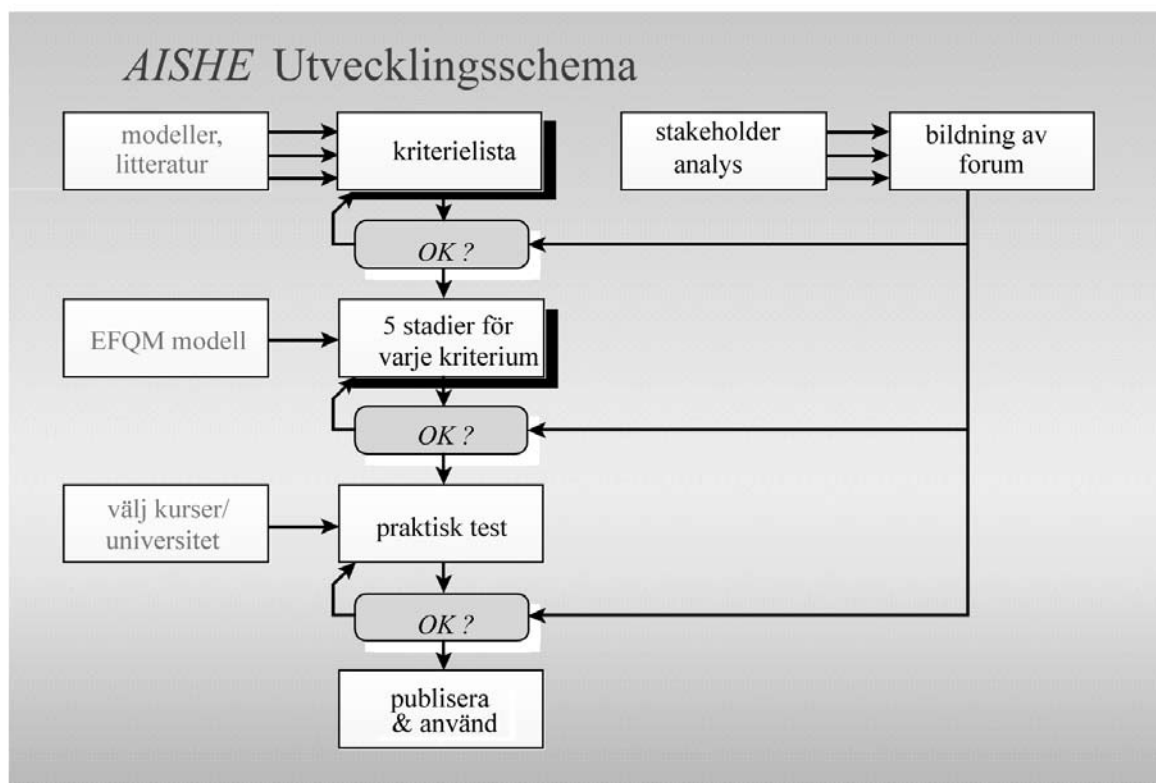 AISHE Utvecklingsschema
modeller,
litteratur
kriterielista
stakeholder
analys
bildning av
forum
OK ?
EFQM modell
5 stadier för
varje kriterium
OK ?
välj kurser/
universitet
praktisk test
OK ?
publisera
& använd